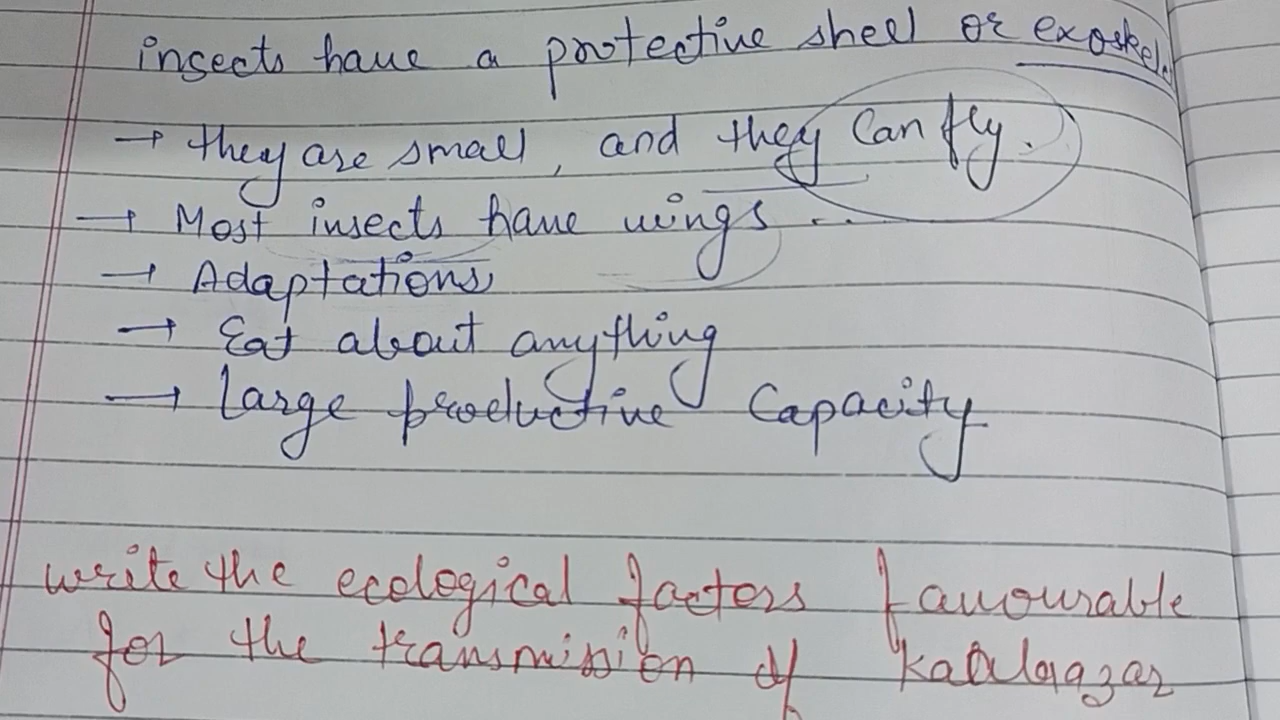 insects have a protective shell or exoskel.
→ they are small, and they can fly.
→ Most insects have wings...
→ Adaptations
→ Eat about anything
→ Large productive Capacity
write the ecological factors favourable
for the transmission of